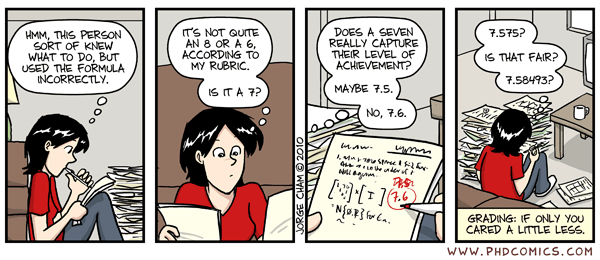 HMM, THIS PERSON
SORT OF KNEW
WHAT TO DO, BUT
USED THE FORMULA
INCORRECTLY.
IT'S NOT QUITE
AN 8 OR A 6,
ACCORDING TO
MY RUBRIC.
IS IT A 7?
JORGE CHAM © 2010
DOES A SEVEN
REALLY CAPTURE
THEIR LEVEL OF
ACHIEVEMENT?
MAYBE 7.5.
NO, 7.6.
7.6
7.575?
IS THAT FAIR?
7.58493?
GRADING: IF ONLY YOU
CARED A LITTLE LESS.
WWW.PHDCOMICS.COM